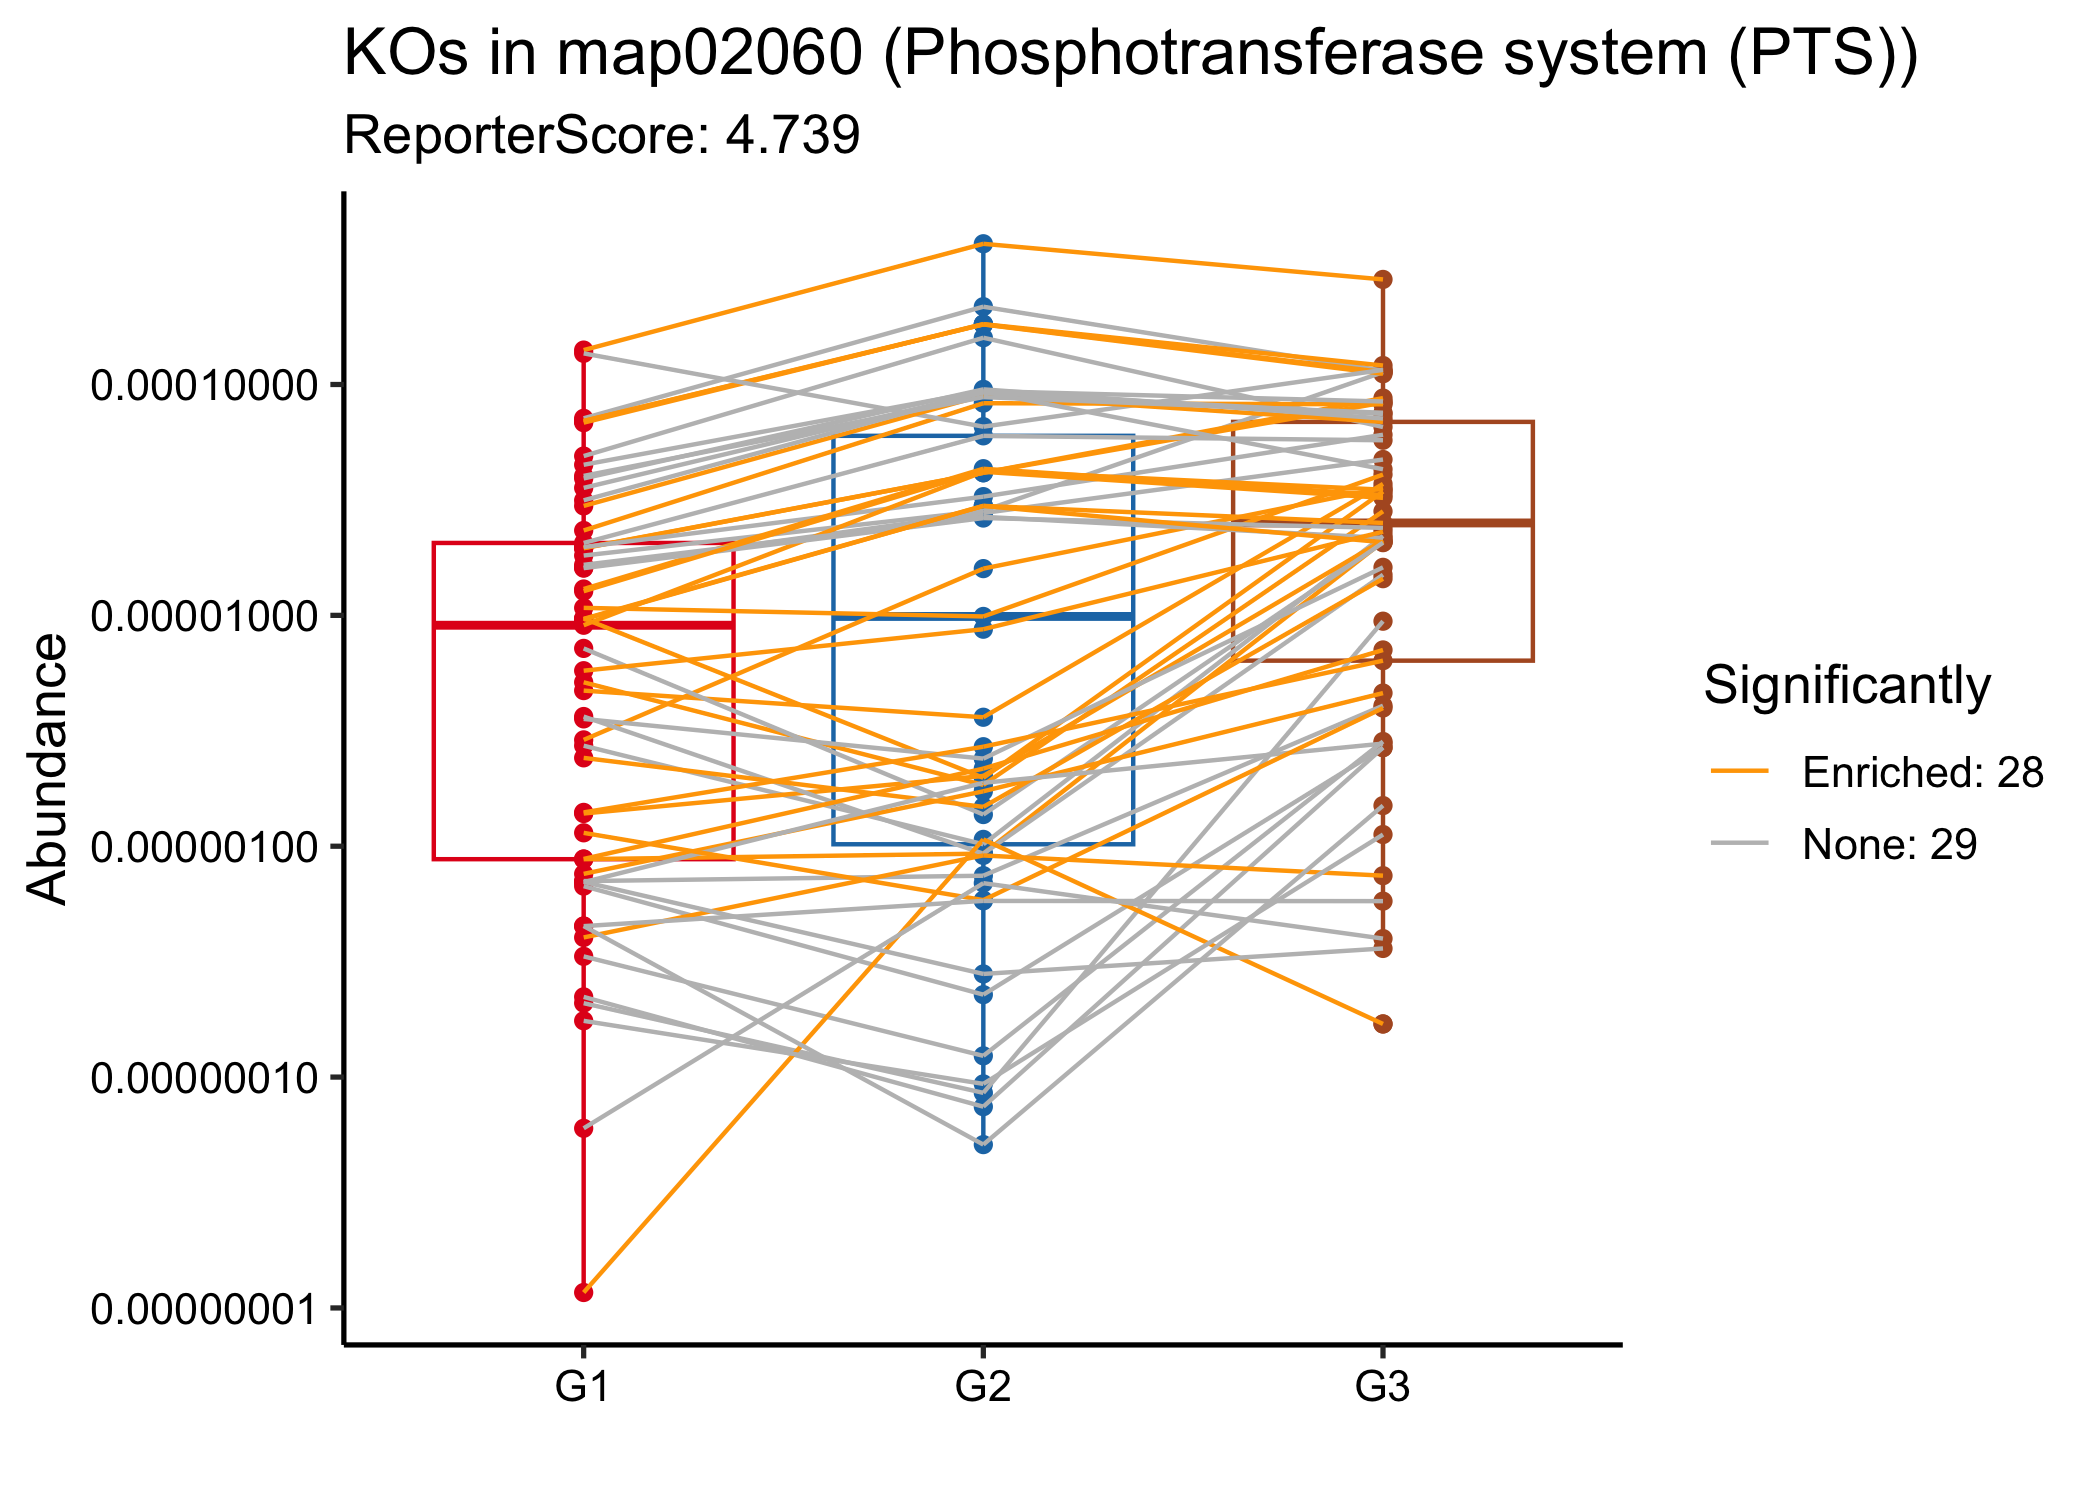 KOs in map02060 (Phosphotransferase system (PTS))
ReporterScore: 4.739
Abundance
0.00010000
0.00001000
0.00000100
0.00000010
0.00000001
G1
G2
G3
Significantly
Enriched: 28
None: 29